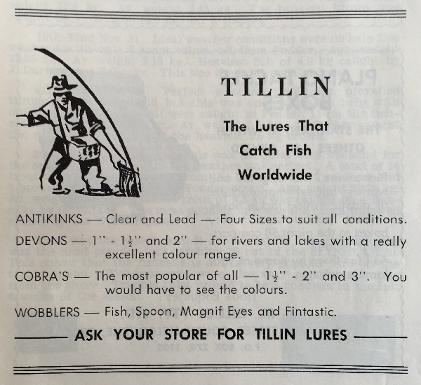 TILLIN
The Lures That
Catch Fish
Worldwide
ANTIKINKS — Clear and Lead — Four Sizes to suit all conditions.
DEVONS — 1" - 1½" and 2" — for rivers and lakes with a really
excellent colour range.
COBRA'S — The most popular of all — 1½" - 2" and 3". You
would have to see the colours.
WOBBLERS — Fish, Spoon, Magnif Eyes and Fintastic.
ASK YOUR STORE FOR TILLIN LURES